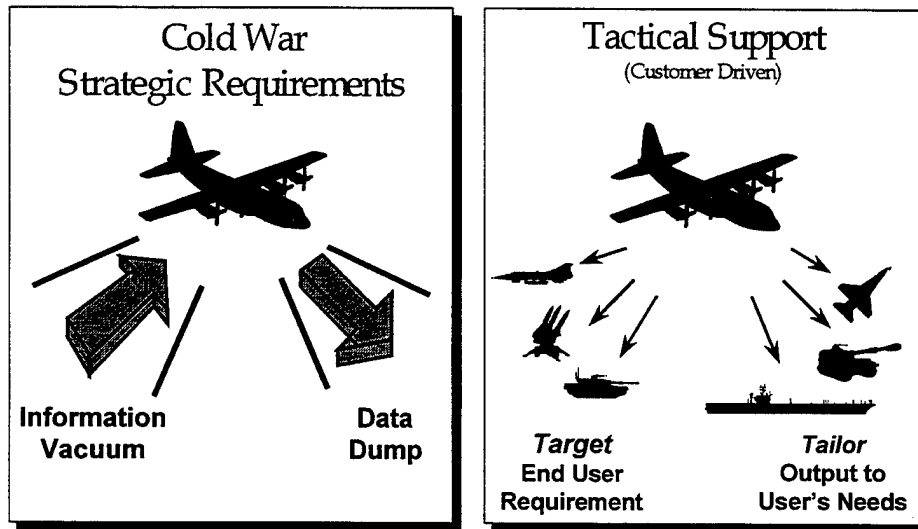 Cold War
Strategic Requirements
Information
Vacuum
Data
Dump
Tactical Support
(Customer Driven)
Target
End User
Requirement
Tailor
Output to
User's Needs